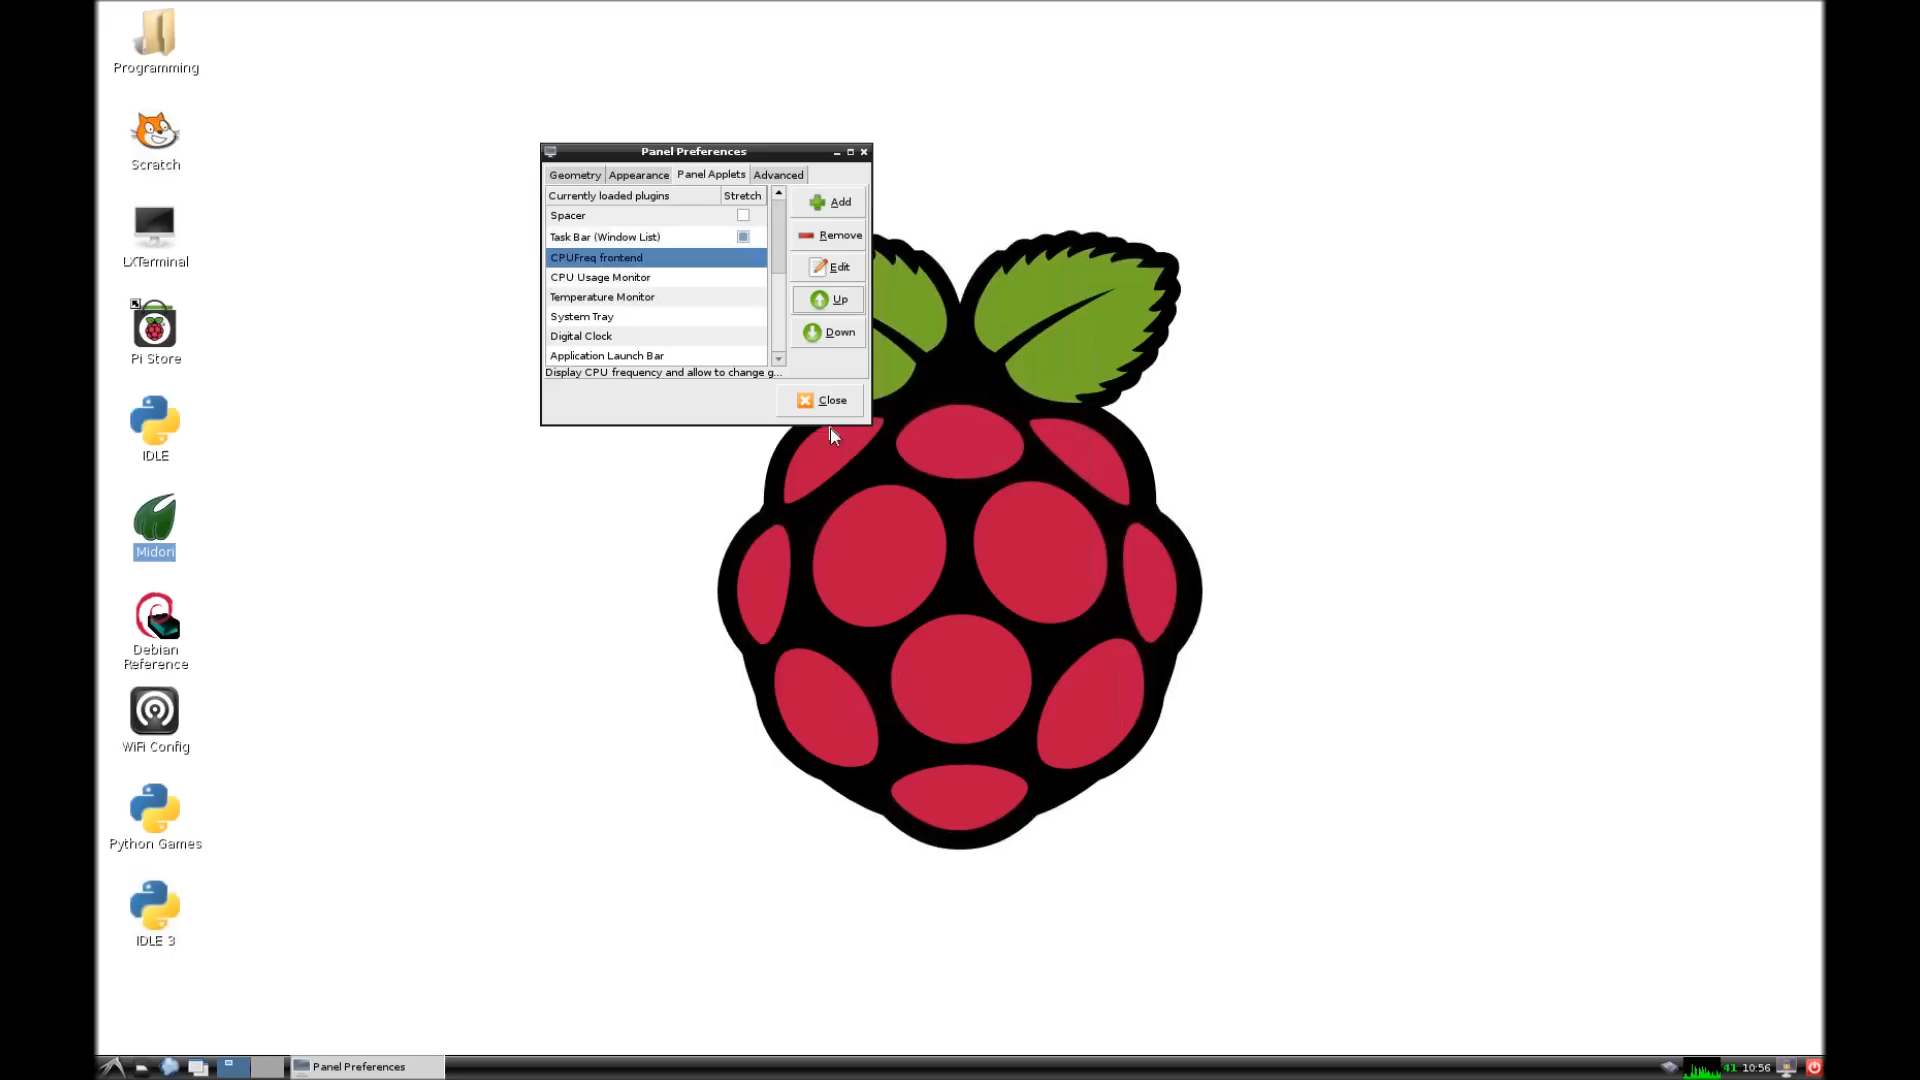 Programming
Scratch
LXTerminal
Pi Store
IDLE
Midori
Debian
Reference
WiFi Config
Python Games
IDLE 3
Panel Preferences
Geometry Appearance Panel Applets Advanced
Currently loaded plugins Stretch
Spacer
Task Bar (Window List)
CPUFreq frontend
CPU Usage Monitor
Temperature Monitor
System Tray
Digital Clock
Application Launch Bar
Display CPU frequency and allow to change g...
Add
Remove
Edit
Up
Down
Close
Panel Preferences
41 10:56